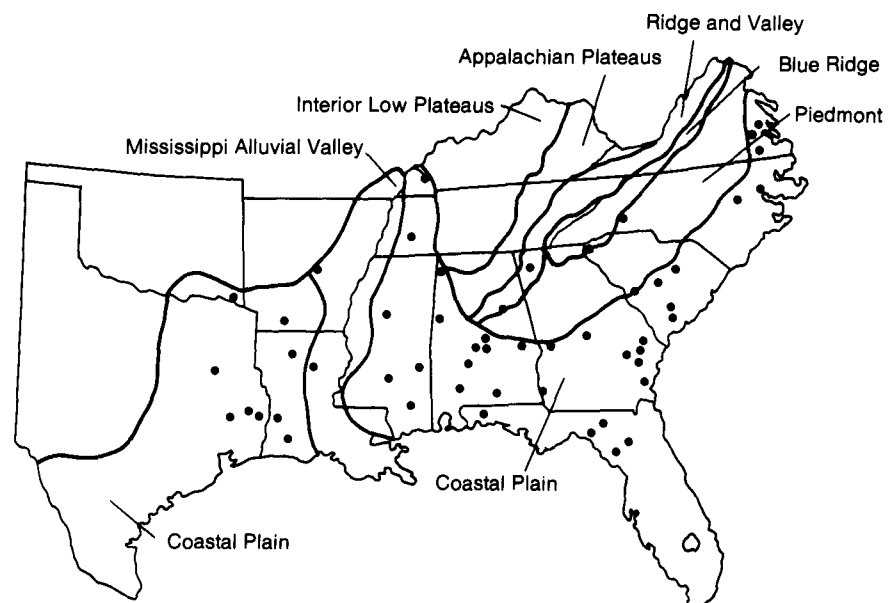 Ridge and Valley
Appalachian Plateaus
Blue Ridge
Interior Low Plateaus
Piedmont
Mississippi Alluvial Valley
Coastal Plain
Coastal Plain